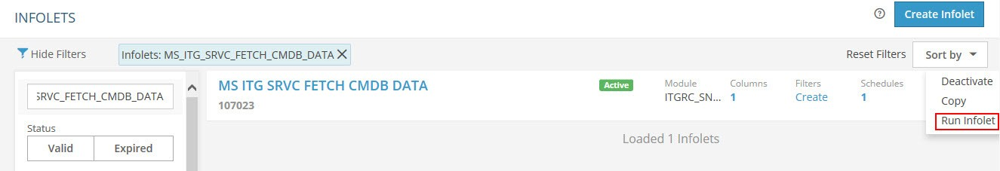 INFOLETS
Create Infolet
Hide Filters
Infolets: MS_ITG_SRVC_FETCH_CMDB_DATA
Reset Filters
Sort by
SRVC_FETCH_CMDB_DATA
MS ITG SRVC FETCH CMDB DATA
107023
Active
Module
ITGRC_SN...
Columns
1
Filters
Create
Schedules
1
Deactivate
Copy
Run Infolet
Status
Valid
Expired
Loaded 1 Infolets